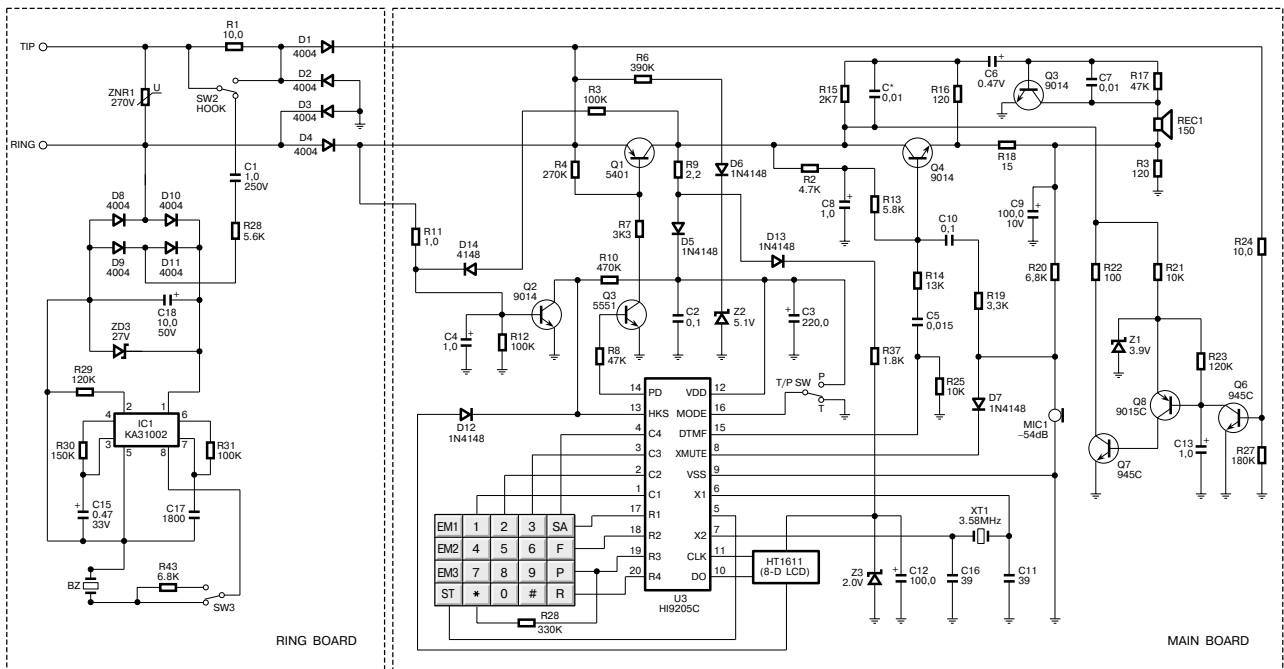 TIP
RING
R1
10,0
D1
4004
D2
4004
D3
4004
D4
4004
ZNR1
270V
U
SW2
HOOK
C1
1,0
250V
R28
5.6K
D8
4004
D10
4004
D9
4004
D11
4004
C18
10,0
50V
ZD3
27V
R29
120K
2
1
4
6
3
7
5
8
IC1
KA31002
R30
150K
R31
100K
C15
0.47
33V
C17
1800
R43
6.8K
BZ
SW3
RING BOARD
R6
390K
R3
100K
R4
270K
Q1
5401
R9
2,2
D6
1N4148
R7
3K3
D5
1N4148
D13
1N4148
R11
1,0
D14
4148
R10
470K
Q2
9014
Q3
5551
C4
1,0
R12
100K
R8
47K
C2
0,1
Z2
5.1V
C3
220,0
R15
2K7
C*
0,01
R16
120
C6
0.47V
Q3
9014
C7
0,01
R17
47K
REC1
150
R3
120
Q4
9014
R18
15
R2
4.7K
C8
1,0
R13
5.8K
C10
0,1
C9
100,0
10V
R14
13K
C5
0,015
R19
3,3K
R20
6,8K
R22
100
R21
10K
R24
10,0
Z1
3.9V
R23
120K
Q6
945C
Q8
9015C
Q7
945C
C13
1,0
R27
180K
R37
1.8K
T/P SW
P
T
R25
10K
D7
1N4148
MIC1
–54dB
D12
1N4148
14 PD VDD 12
13 HKS MODE 16
4 C4 DTMF 15
3 C3 XMUTE 8
2 C2 VSS 9
1 C1 X1 6
17 R1 5
18 R2 X2 7
19 R3 CLK 11
20 R4 DO 10
U3
HI9205C
EM1 1 2 3 SA
EM2 4 5 6 F
EM3 7 8 9 P
ST * 0 # R
R28
330K
HT1611
(8-D LCD)
XT1
3.58MHz
Z3
2.0V
C12
100,0
C16
39
C11
39
MAIN BOARD